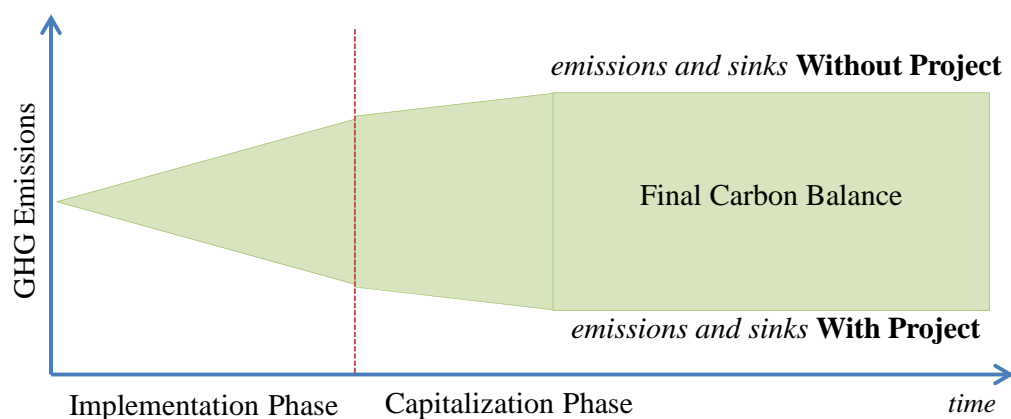 emissions and sinks Without Project
GHG Emissions
Final Carbon Balance
emissions and sinks With Project
Implementation Phase
Capitalization Phase
time